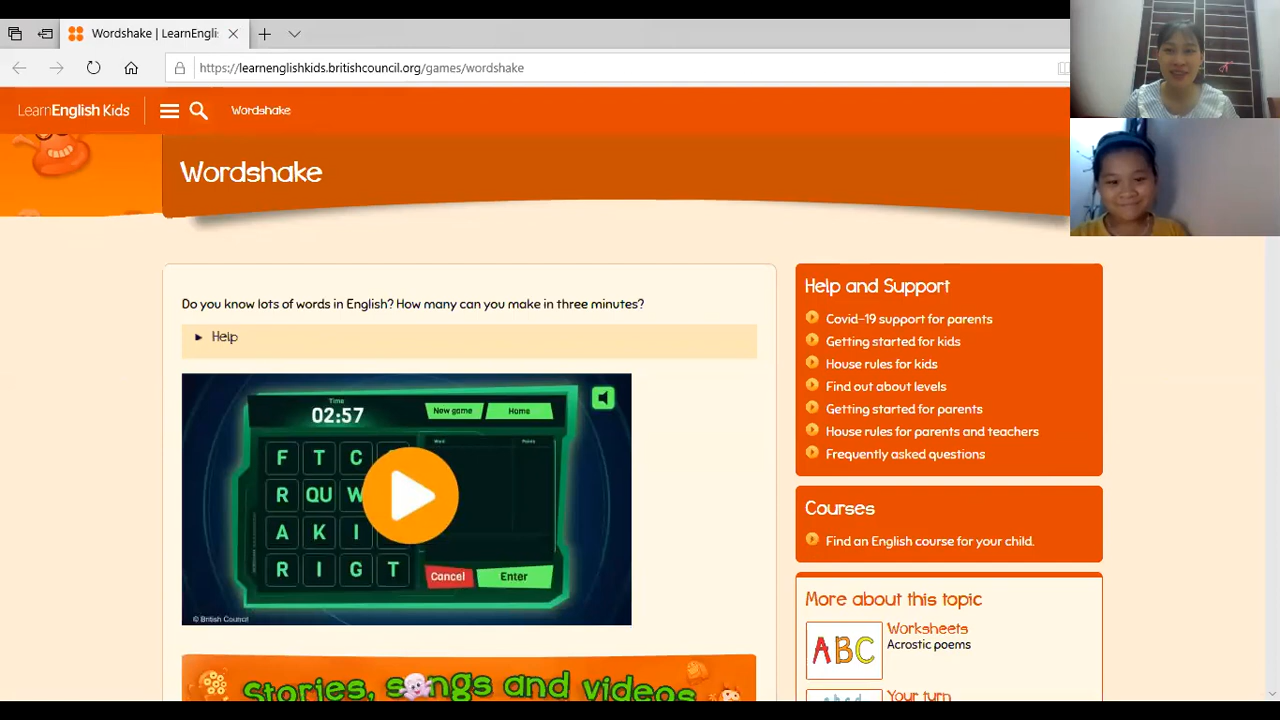 Wordshake | LearnEngli
https://learnenglishkids.britishcouncil.org/games/wordshake
LearnEnglish Kids
Wordshake
Wordshake
Do you know lots of words in English? How many can you make in three minutes?
Help
Time
02:57
New game
Home
Word
Points
F T C
R QU W
A K I
R I G T
Cancel
Enter
© British Council
Stories, songs and videos
Help and Support
Covid-19 support for parents
Getting started for kids
House rules for kids
Find out about levels
Getting started for parents
House rules for parents and teachers
Frequently asked questions
Courses
Find an English course for your child.
More about this topic
ABC
Worksheets
Acrostic poems
Your turn